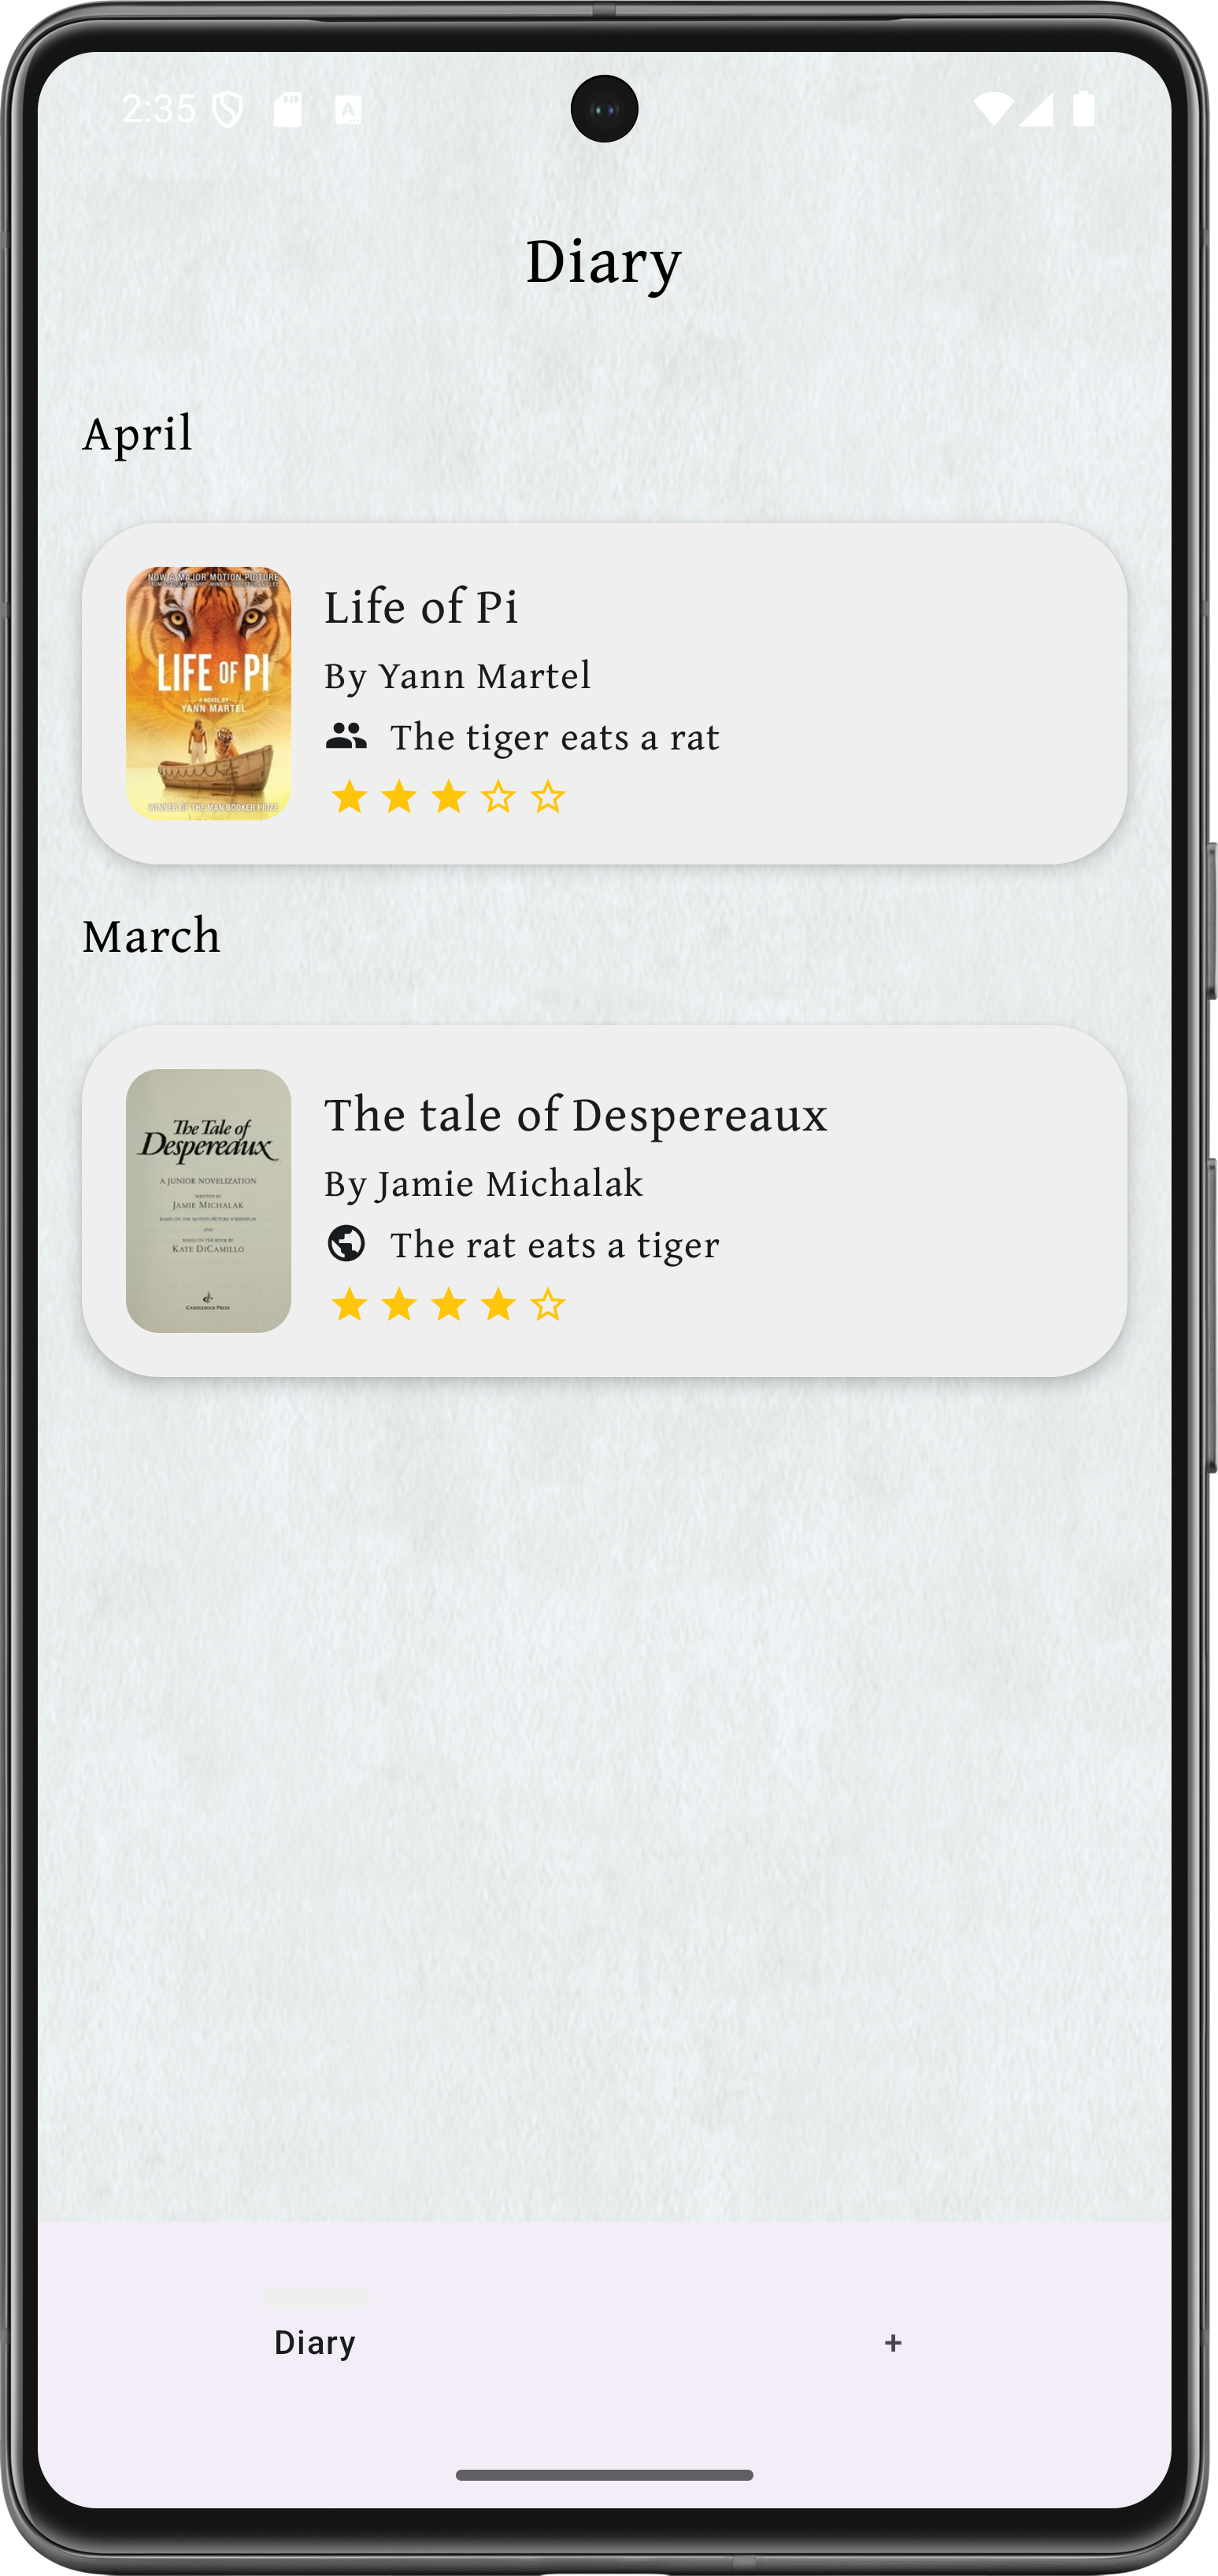 2:35
A
Diary
April
NOW A MAJOR MOTION PICTURE
LIFE OF PI
A NOVEL BY
YANN MARTEL
WINNER OF THE MAN BOOKER PRIZE
Life of Pi
By Yann Martel
The tiger eats a rat
March
The Tale of
Despereaux
A JUNIOR NOVELIZATION
WRITTEN BY
JAMIE MICHALAK
BASED ON THE MOTION PICTURE SCREENPLAY
AND
BASED ON THE BOOK BY
KATE DICAMILLO
CANDLEWICK PRESS
The tale of Despereaux
By Jamie Michalak
The rat eats a tiger
Diary
+